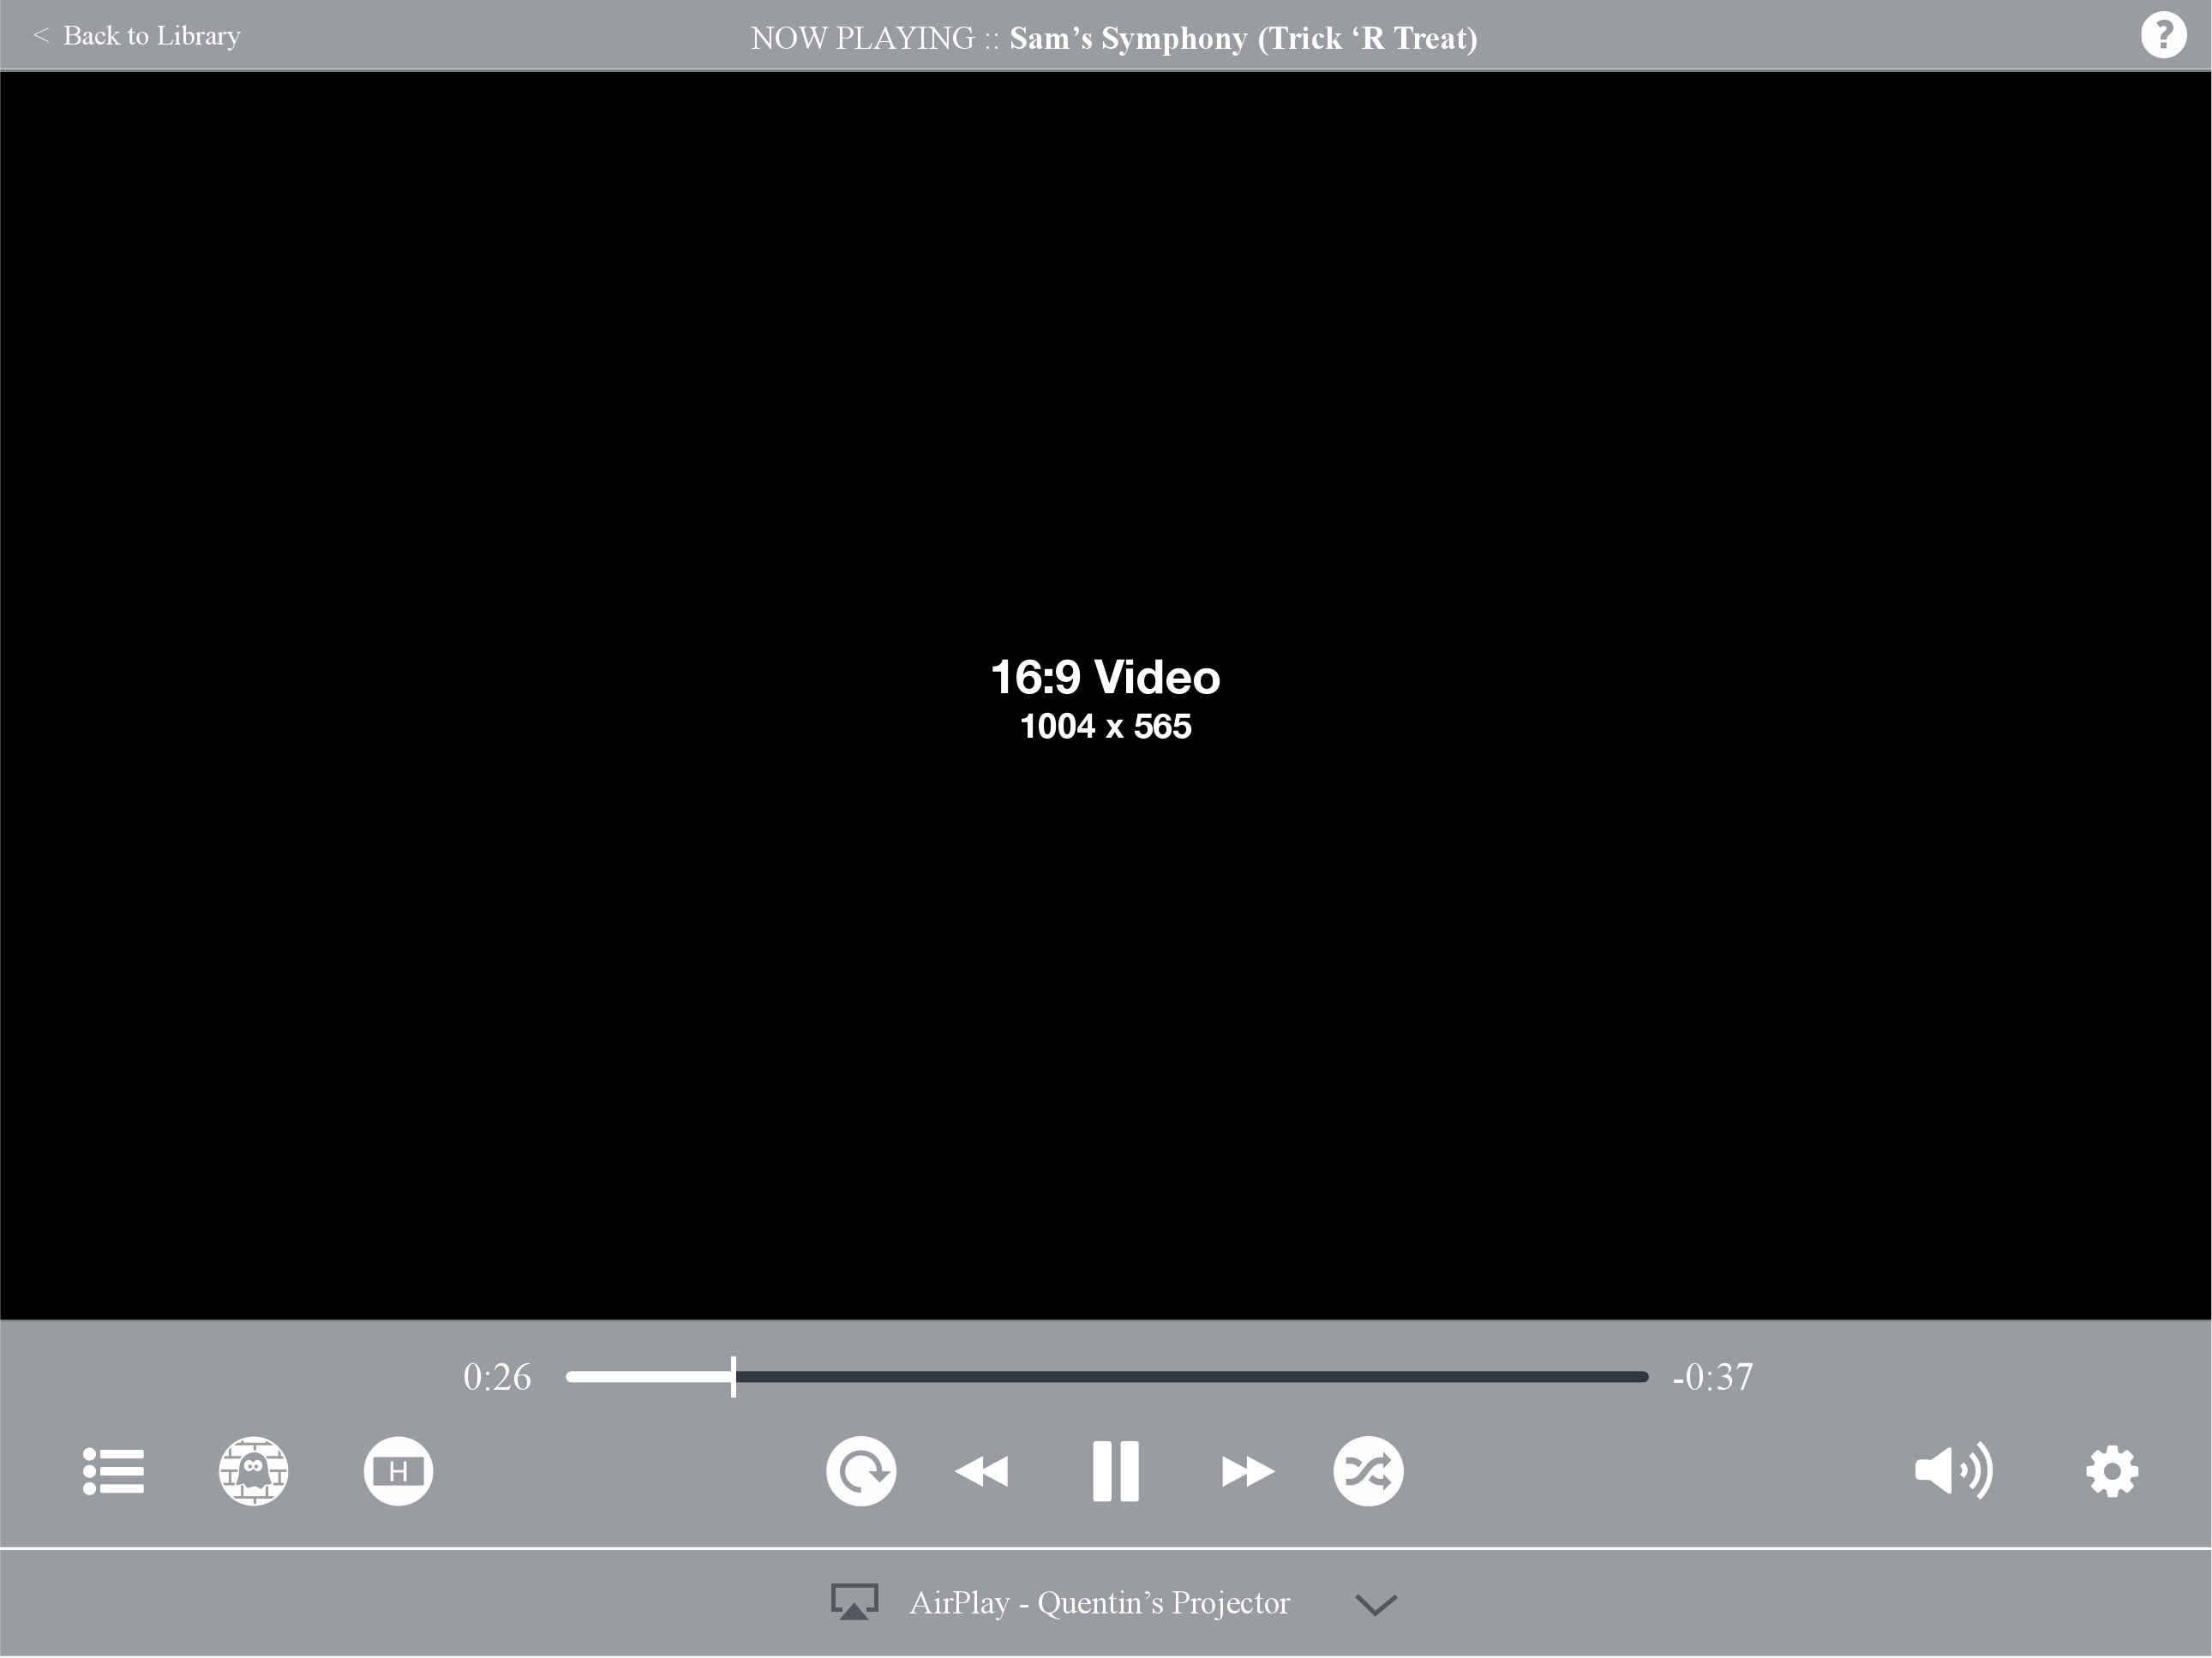 < Back to Library
NOW PLAYING :: Sam’s Symphony (Trick ‘R Treat)
?
16:9 Video
1004 x 565
0:26
-0:37
H
AirPlay - Quentin’s Projector